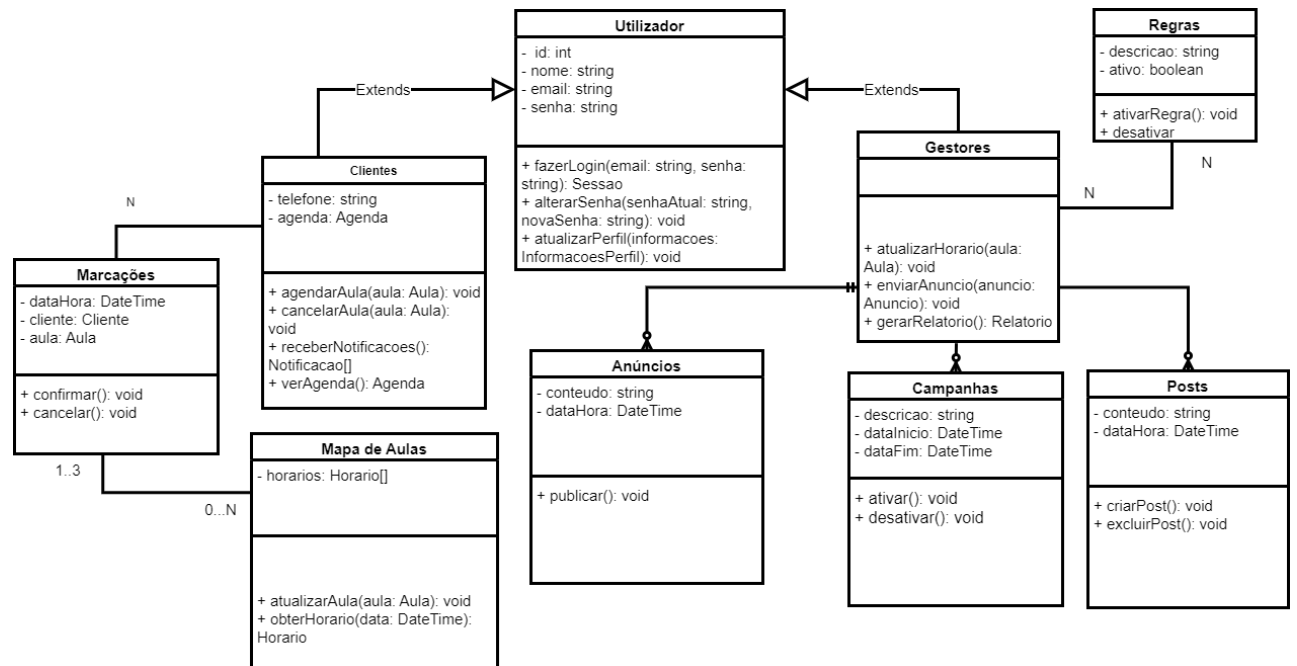 Utilizador
- id: int
- nome: string
- email: string
- senha: string
+ fazerLogin(email: string, senha:
string): Sessao
+ alterarSenha(senhaAtual: string,
novaSenha: string): void
+ atualizarPerfil(informacoes:
InformacoesPerfil): void
Regras
- descricao: string
- ativo: boolean
+ ativarRegra(): void
+ desativar
N
N
Extends
Extends
Clientes
- telefone: string
- agenda: Agenda
+ agendarAula(aula: Aula): void
+ cancelarAula(aula: Aula):
void
+ receberNotificacoes():
Notificacao[]
+ verAgenda(): Agenda
Gestores
+ atualizarHorario(aula:
Aula): void
+ enviarAnuncio(anuncio:
Anuncio): void
+ gerarRelatorio(): Relatorio
N
Marcações
- dataHora: DateTime
- cliente: Cliente
- aula: Aula
+ confirmar(): void
+ cancelar(): void
1..3
0...N
Mapa de Aulas
- horarios: Horario[]
+ atualizarAula(aula: Aula): void
+ obterHorario(data: DateTime):
Horario
Anúncios
- conteudo: string
- dataHora: DateTime
+ publicar(): void
Campanhas
- descricao: string
- dataInicio: DateTime
- dataFim: DateTime
+ ativar(): void
+ desativar(): void
Posts
- conteudo: string
- dataHora: DateTime
+ criarPost(): void
+ excluirPost(): void